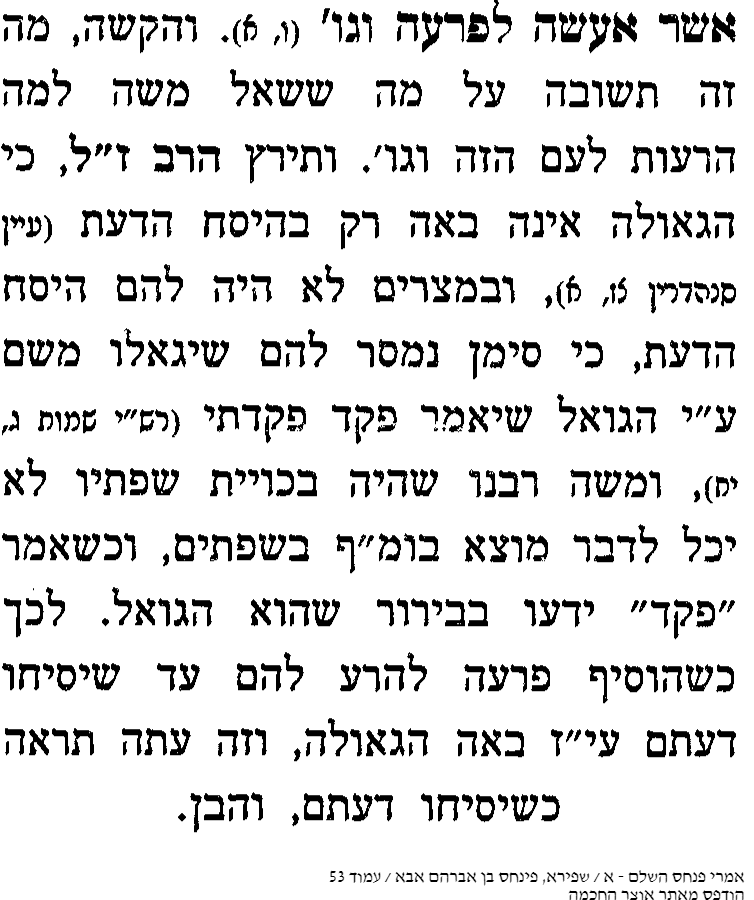 אשר אעשה לפרעה וגו' (ו, א). והקשה, מה
זה תשובה על מה ששאל משה למה
הרעות לעם הזה וגו'. ותירץ הרב ז״ל, כי
הגאולה אינה באה רק בהיסח הדעת (עיין
סנהדרין צז, א), ובמצרים לא היה להם היסח
הדעת, כי סימן נמסר להם שיגאלו משם
ע״י הגואל שיאמר פקד פקדתי (רש״י שמות ג,
יח), ומשה רבנו שהיה בכויית שפתיו לא
יכל לדבר מוצא בומ״ף בשפתים, וכשאמר
״פקד״ ידעו בבירור שהוא הגואל. לכך
כשהוסיף פרעה להרע להם עד שיסיחו
דעתם עי״ז באה הגאולה, וזה עתה תראה
כשיסיחו דעתם, והבן.
אמרי פנחס השלם - א / שפירא, פינחס בן אברהם אבא / עמוד 53
הודפס מאתר אוצר החכמה